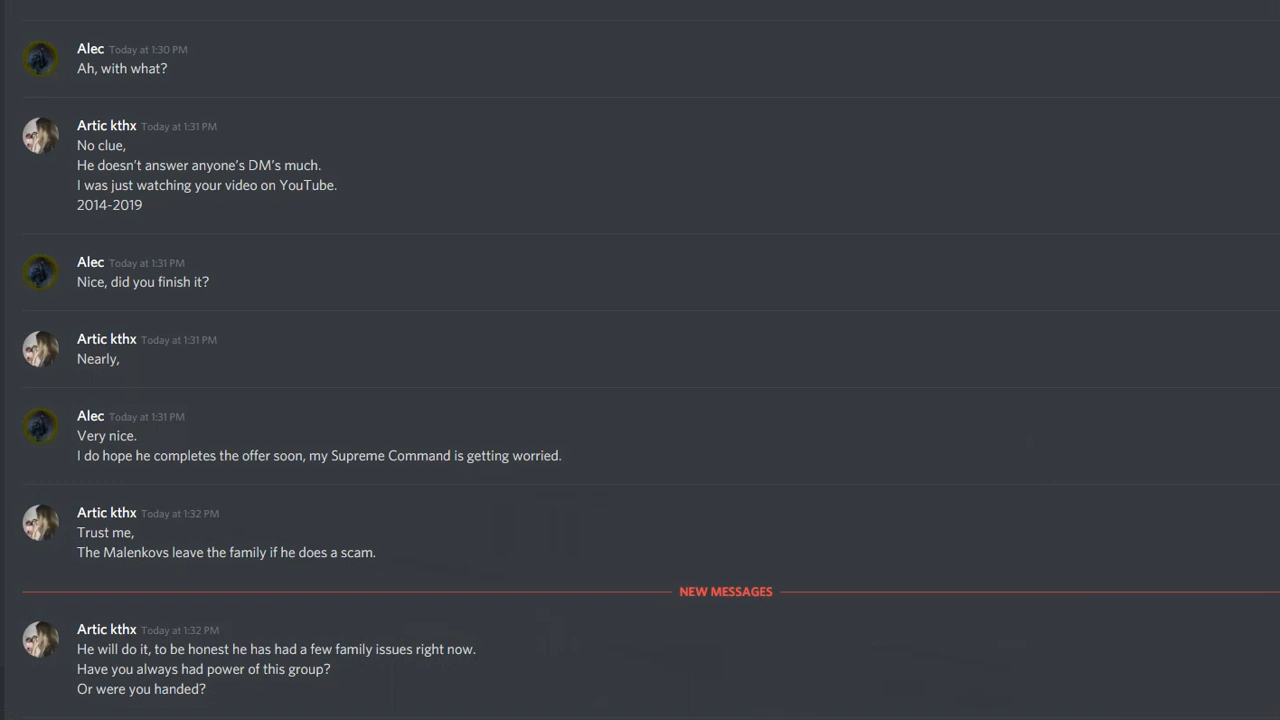 Alec Today at 1:30 PM
Ah, with what?
Artic kthx Today at 1:31 PM
No clue,
He doesn't answer anyone's DM's much.
I was just watching your video on YouTube.
2014-2019
Alec Today at 1:31 PM
Nice, did you finish it?
Artic kthx Today at 1:31 PM
Nearly,
Alec Today at 1:31 PM
Very nice.
I do hope he completes the offer soon, my Supreme Command is getting worried.
Artic kthx Today at 1:32 PM
Trust me,
The Malenkovs leave the family if he does a scam.
NEW MESSAGES
Artic kthx Today at 1:32 PM
He will do it, to be honest he has had a few family issues right now.
Have you always had power of this group?
Or were you handed?